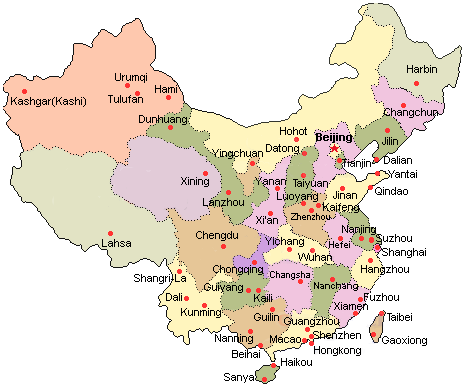 Harbin
Urumqi
Kashgar(Kashi)
Tulufan
Hami
Changchun
Dunhuang
Hohot
Beijing
Jilin
Datong
Yingchuan
Tianjin
Dalian
Yantai
Xining
Yanan
Taiyuan
Jinan
Qindao
Lanzhou
Luoyang
Kaifeng
Zhenzhou
Xi'an
Nanjing
Suzhou
Lahsa
Chengdu
Yichang
Hefei
Shanghai
Wuhan
Hangzhou
Shangri-La
Chongqing
Changsha
Nanchang
Guiyang
Kaili
Dali
Fuzhou
Xiamen
Kunming
Guilin
Taibei
Guangzhou
Nanning
Macao
Shenzhen
Gaoxiong
Beihai
Hongkong
Haikou
Sanya